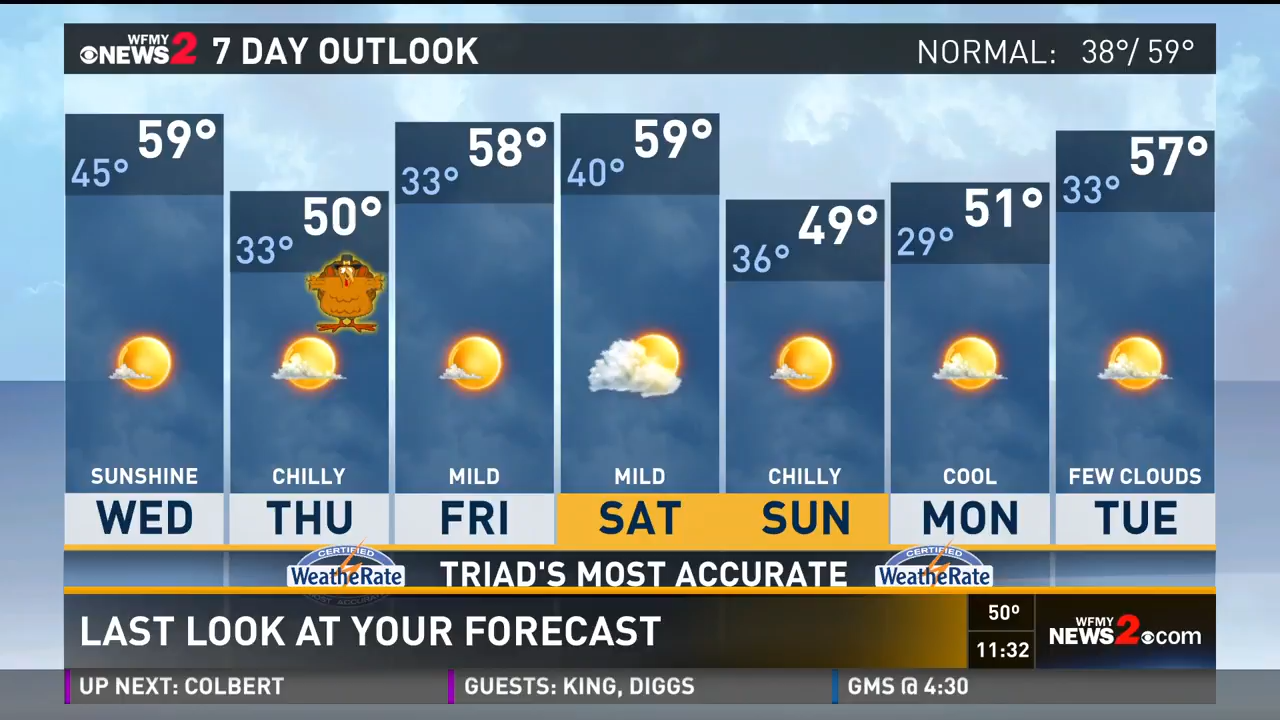 WFMY
NEWS 2 7 DAY OUTLOOK NORMAL: 38°/ 59°
59°
45°
SUNSHINE
WED
50°
33°
CHILLY
THU
58°
33°
MILD
FRI
59°
40°
MILD
SAT
49°
36°
CHILLY
SUN
51°
29°
COOL
MON
57°
33°
FEW CLOUDS
TUE
CERTIFIED
WeatheRate
MOST ACCURATE
TRIAD'S MOST ACCURATE
CERTIFIED
WeatheRate
LAST LOOK AT YOUR FORECAST
50°
11:32
WFMY
NEWS 2 com
UP NEXT: COLBERT
GUESTS: KING, DIGGS
GMS @ 4:30